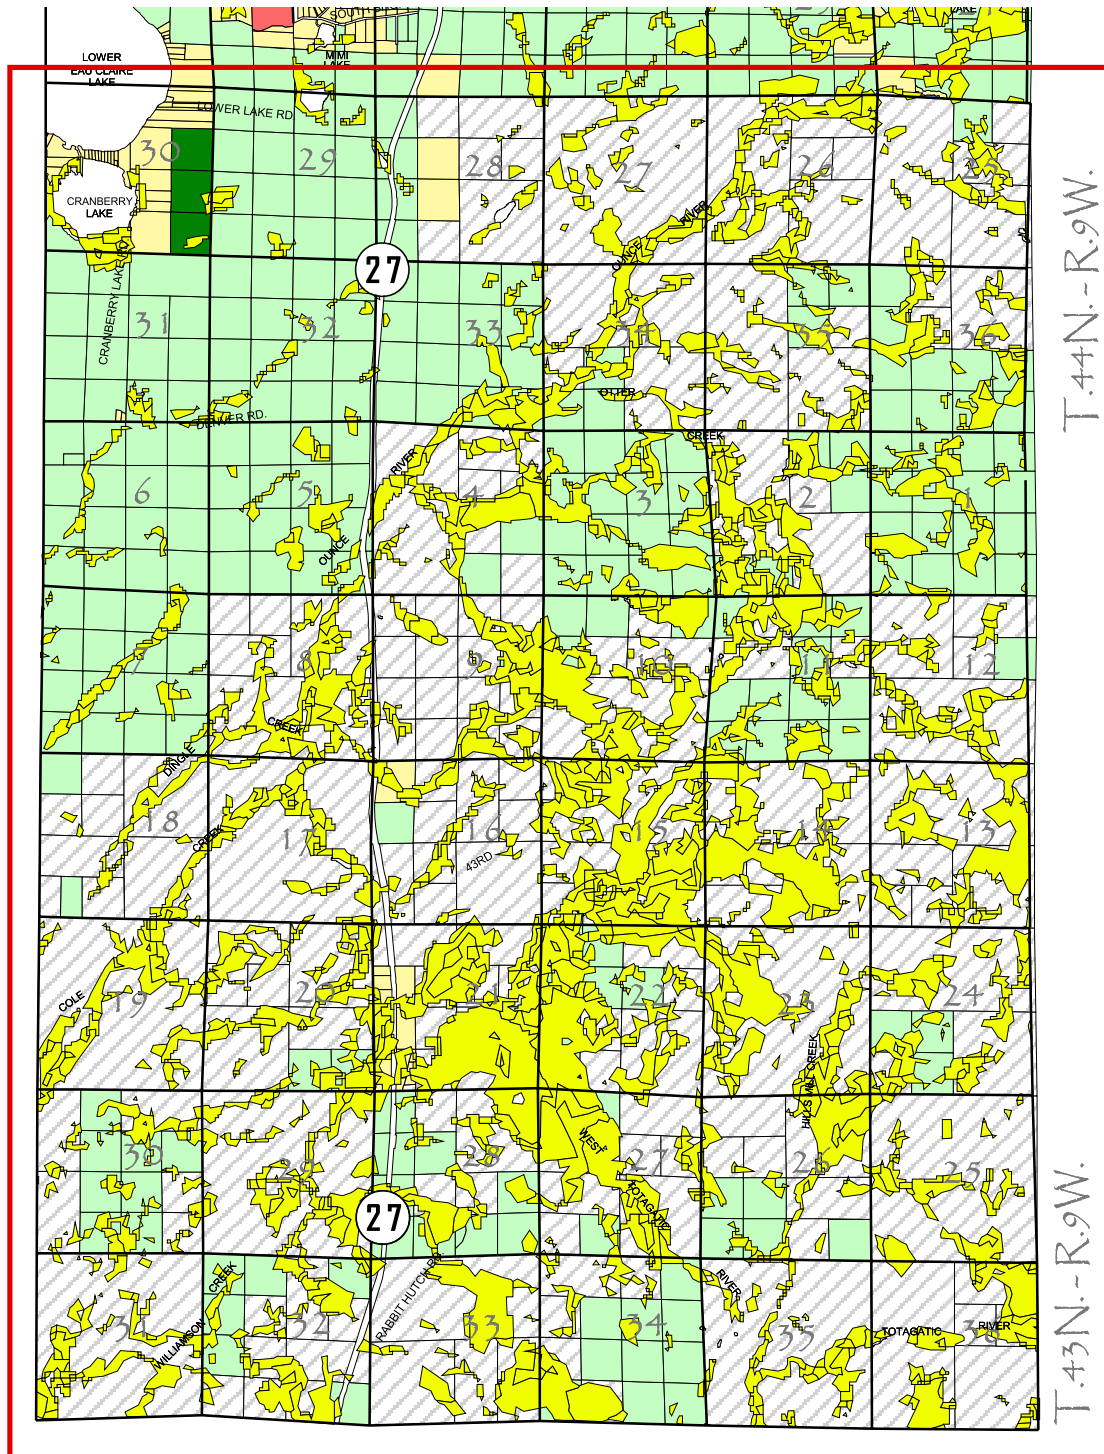 SOUTH
29
LAKE
LOWER
EAU CLAIRE
LAKE
MIMI
LAKE
LOWER LAKE RD
30
29
28
27
26
25
CRANBERRY
LAKE
RIVER
OUNCE
27
CRANBERRY LAKE RD
31
32
33
34
35
36
T.44N.-R.9W.
OTTER
DENVER RD.
CREEK
RIVER
6
5
4
3
2
1
OUNCE
7
8
9
10
11
12
CREEK
DINGLE
18
17
16
15
14
13
CREEK
43RD
COLE
19
20
21
22
23
24
HILLS MILL CREEK
WEST
30
29
28
27
26
25
TOTAGATIC
27
T.43N.-R.9W.
CREEK
RABBIT HUTCH RD.
RIVER
31
32
33
34
35
36
WILLIAMSON
TOTAGATIC
RIVER